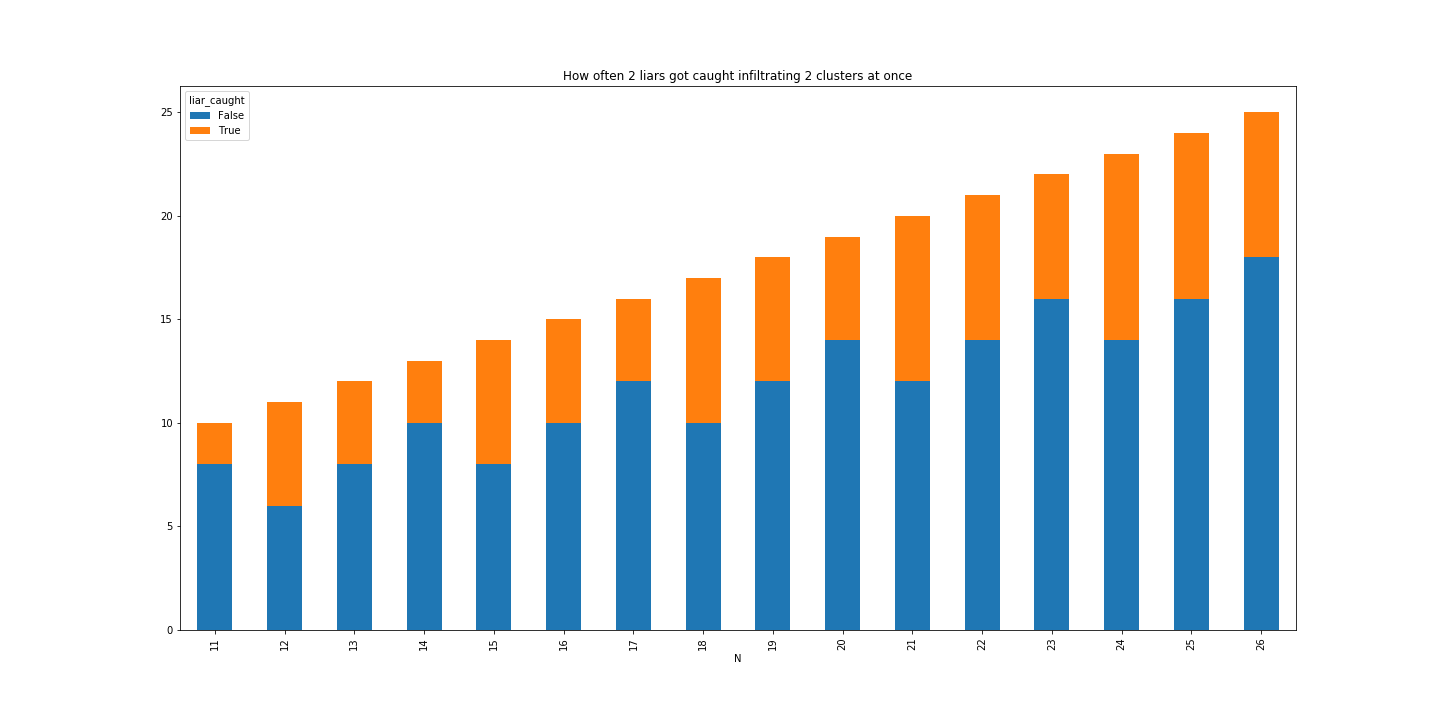 How often 2 liars got caught infiltrating 2 clusters at once
liar_caught
False
True
25
20
15
10
5
0
11 12 13 14 15 16 17 18 19 20 21 22 23 24 25 26
N